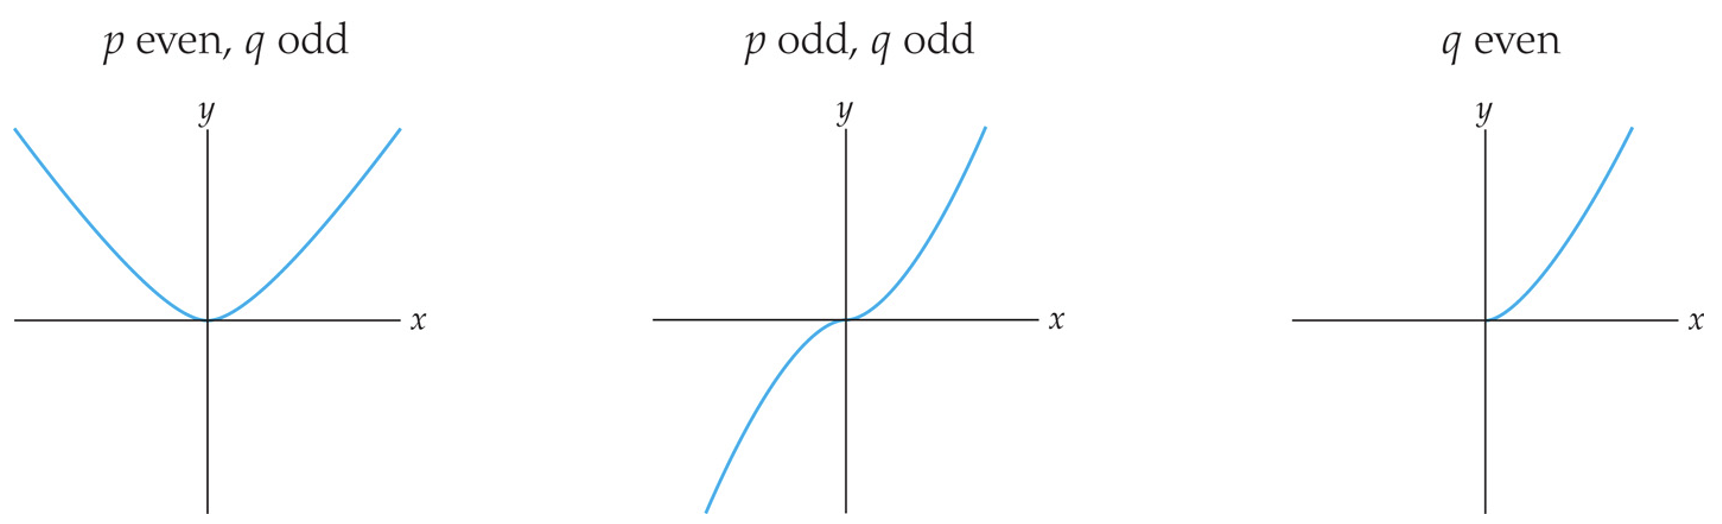 p even, q odd
p odd, q odd
q even
y
y
y
x
x
x